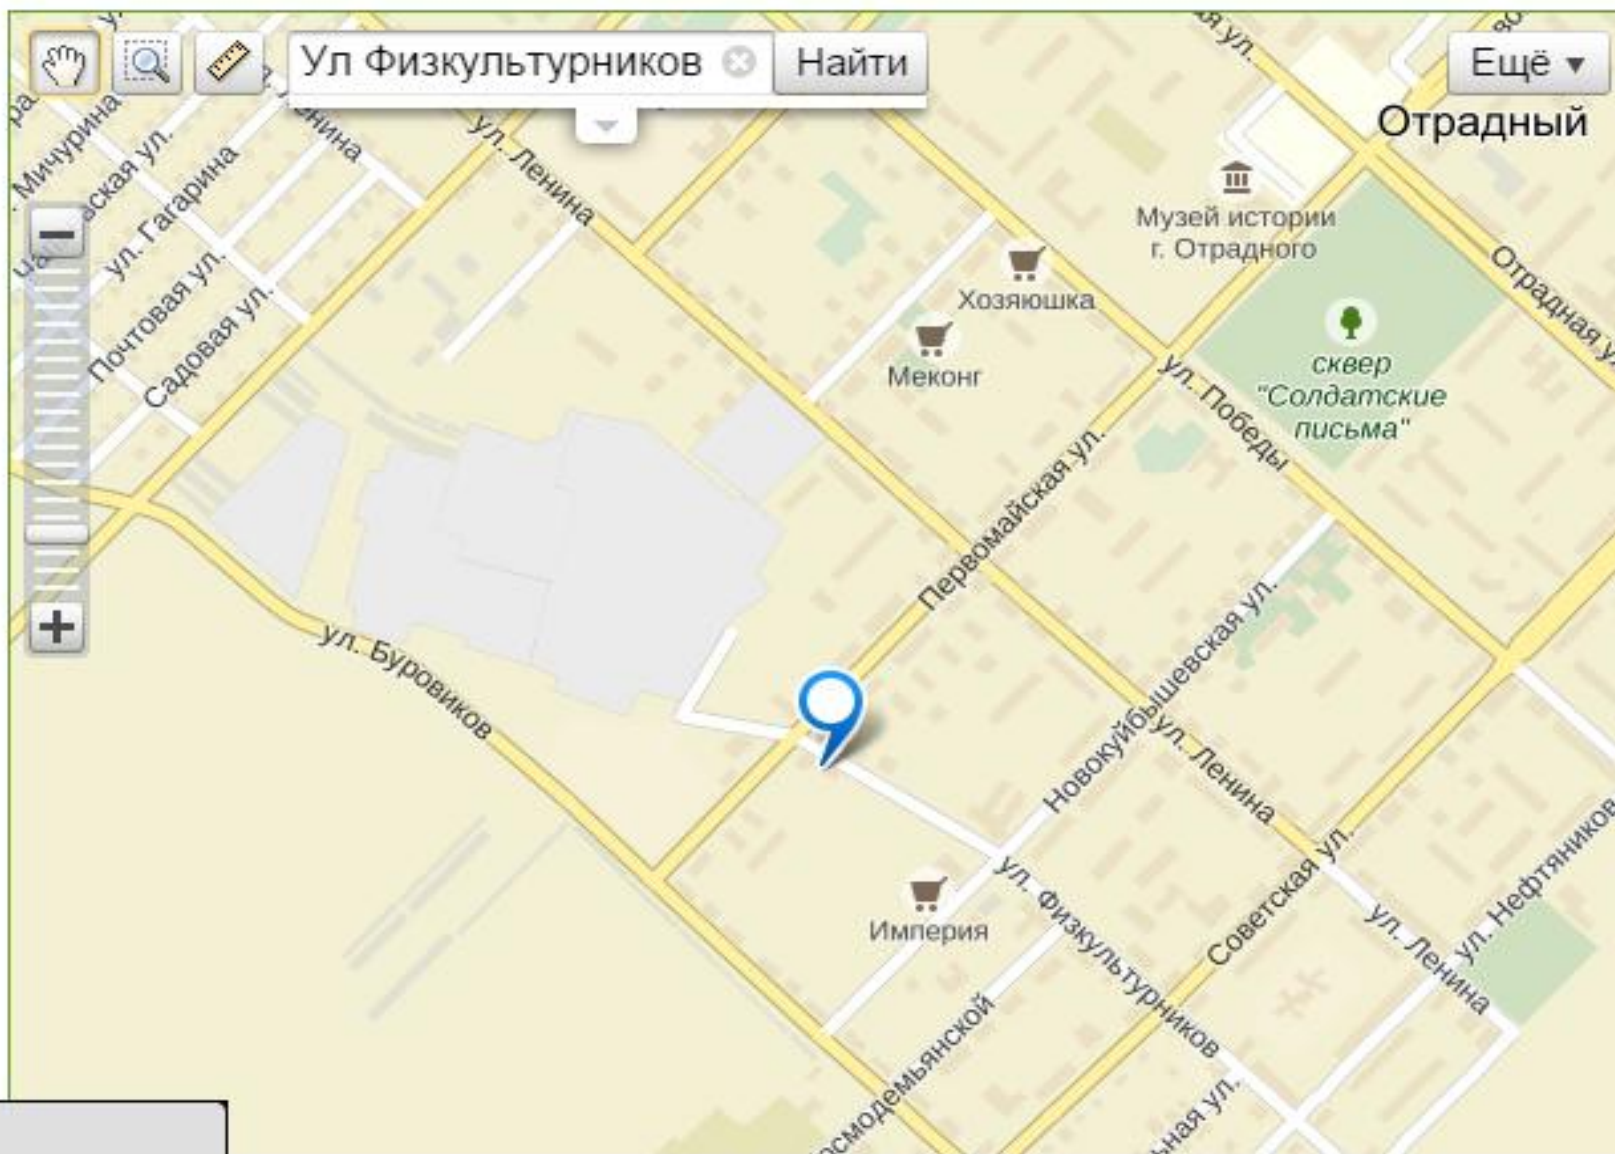 Ул Физкультурников
Найти
Ещё
Отрадный
Мичурина
ул. Гагарина
Почтовая ул.
Садовая ул.
ул. Ленина
Музей истории
г. Отрадного
Хозяюшка
Меконг
Отрадная
сквер
"Солдатские
письма"
ул. Победы
Первомайская ул.
ул. Буровиков
Новокуйбышевская ул.
ул. Ленина
Советская ул.
ул. Нефтяников
ул. Ленина
Империя
ул. Физкультурников